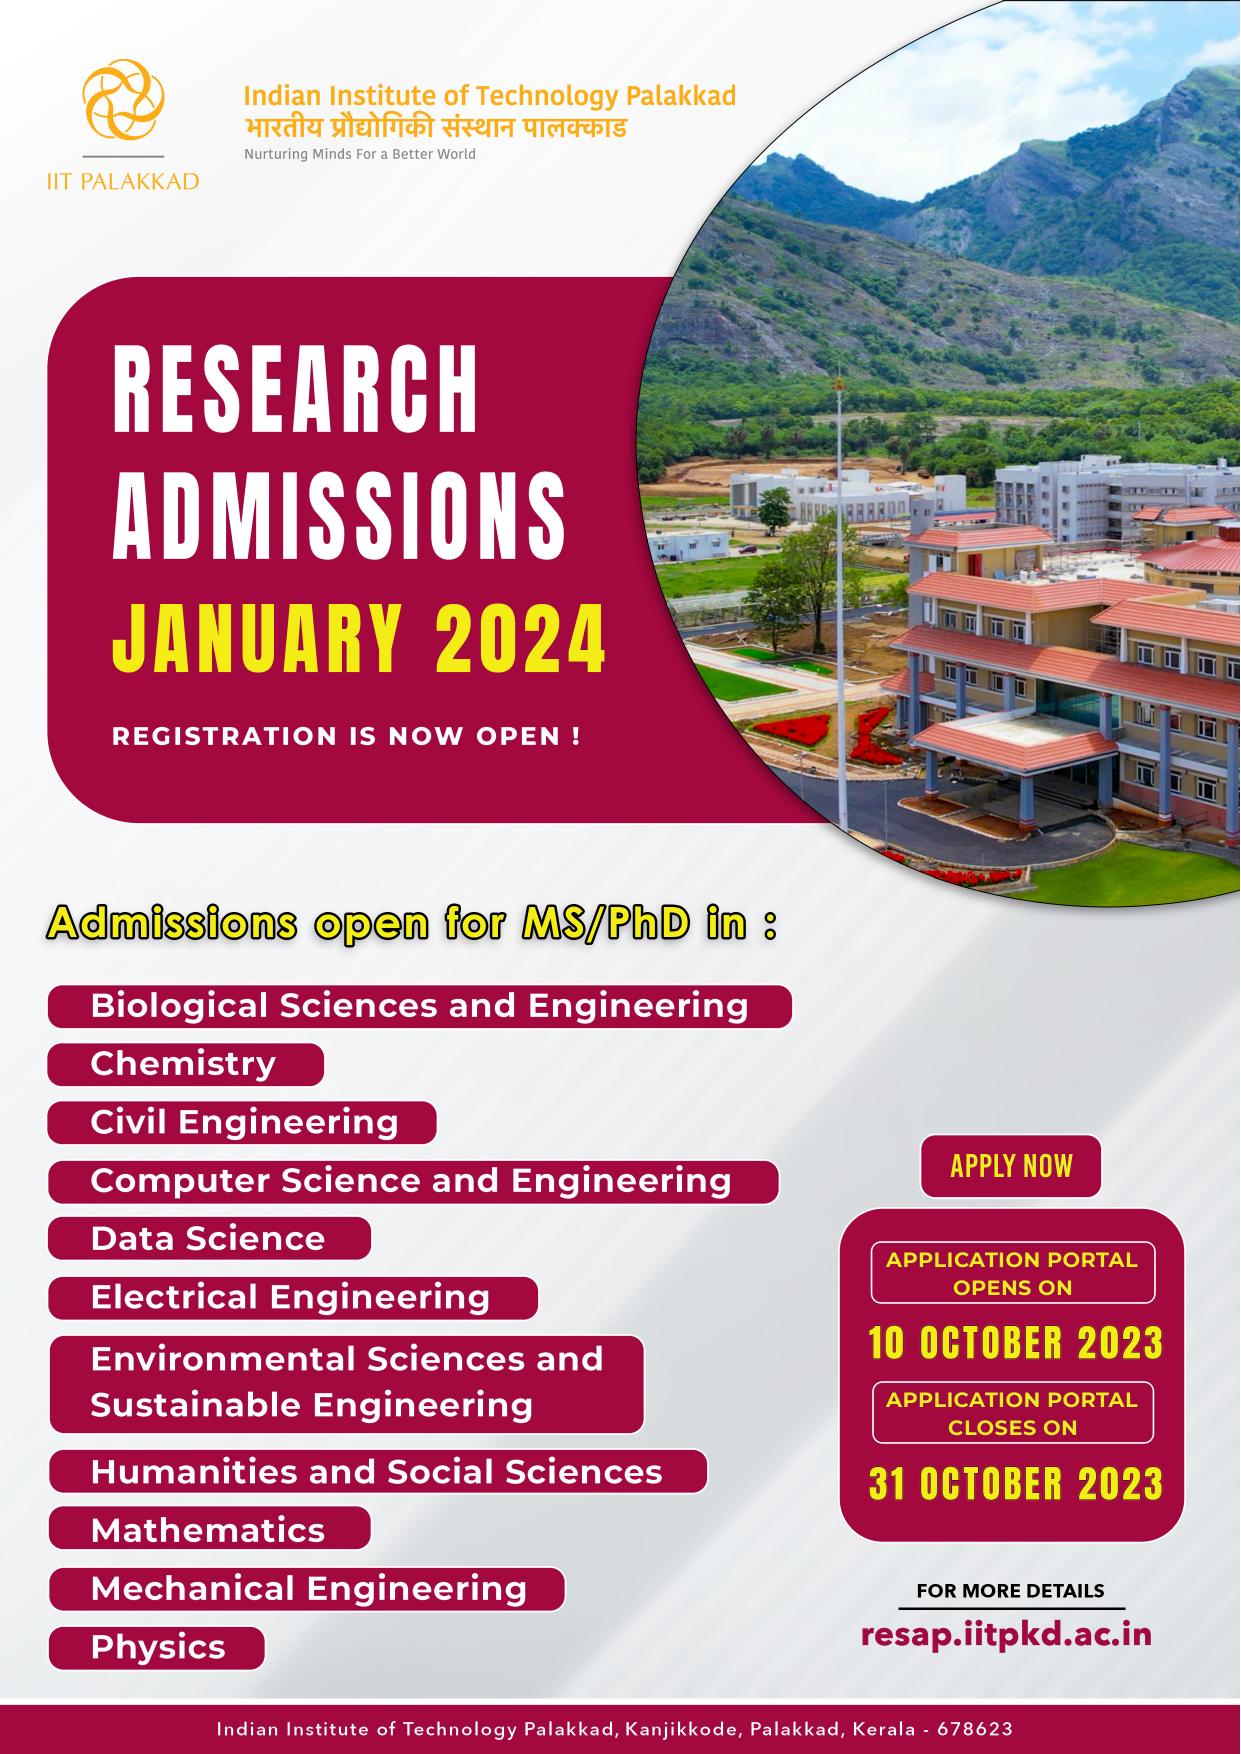 Indian Institute of Technology Palakkad
भारतीय प्रौद्योगिकी संस्थान पालक्काड
Nurturing Minds For a Better World
IIT PALAKKAD
RESEARCH
ADMISSIONS
JANUARY 2024
REGISTRATION IS NOW OPEN !
Admissions open for MS/PhD in :
Biological Sciences and Engineering
Chemistry
Civil Engineering
Computer Science and Engineering
Data Science
Electrical Engineering
Environmental Sciences and
Sustainable Engineering
Humanities and Social Sciences
Mathematics
Mechanical Engineering
Physics
APPLY NOW
APPLICATION PORTAL
OPENS ON
10 OCTOBER 2023
APPLICATION PORTAL
CLOSES ON
31 OCTOBER 2023
FOR MORE DETAILS
resap.iitpkd.ac.in
Indian Institute of Technology Palakkad, Kanjikkode, Palakkad, Kerala - 678623